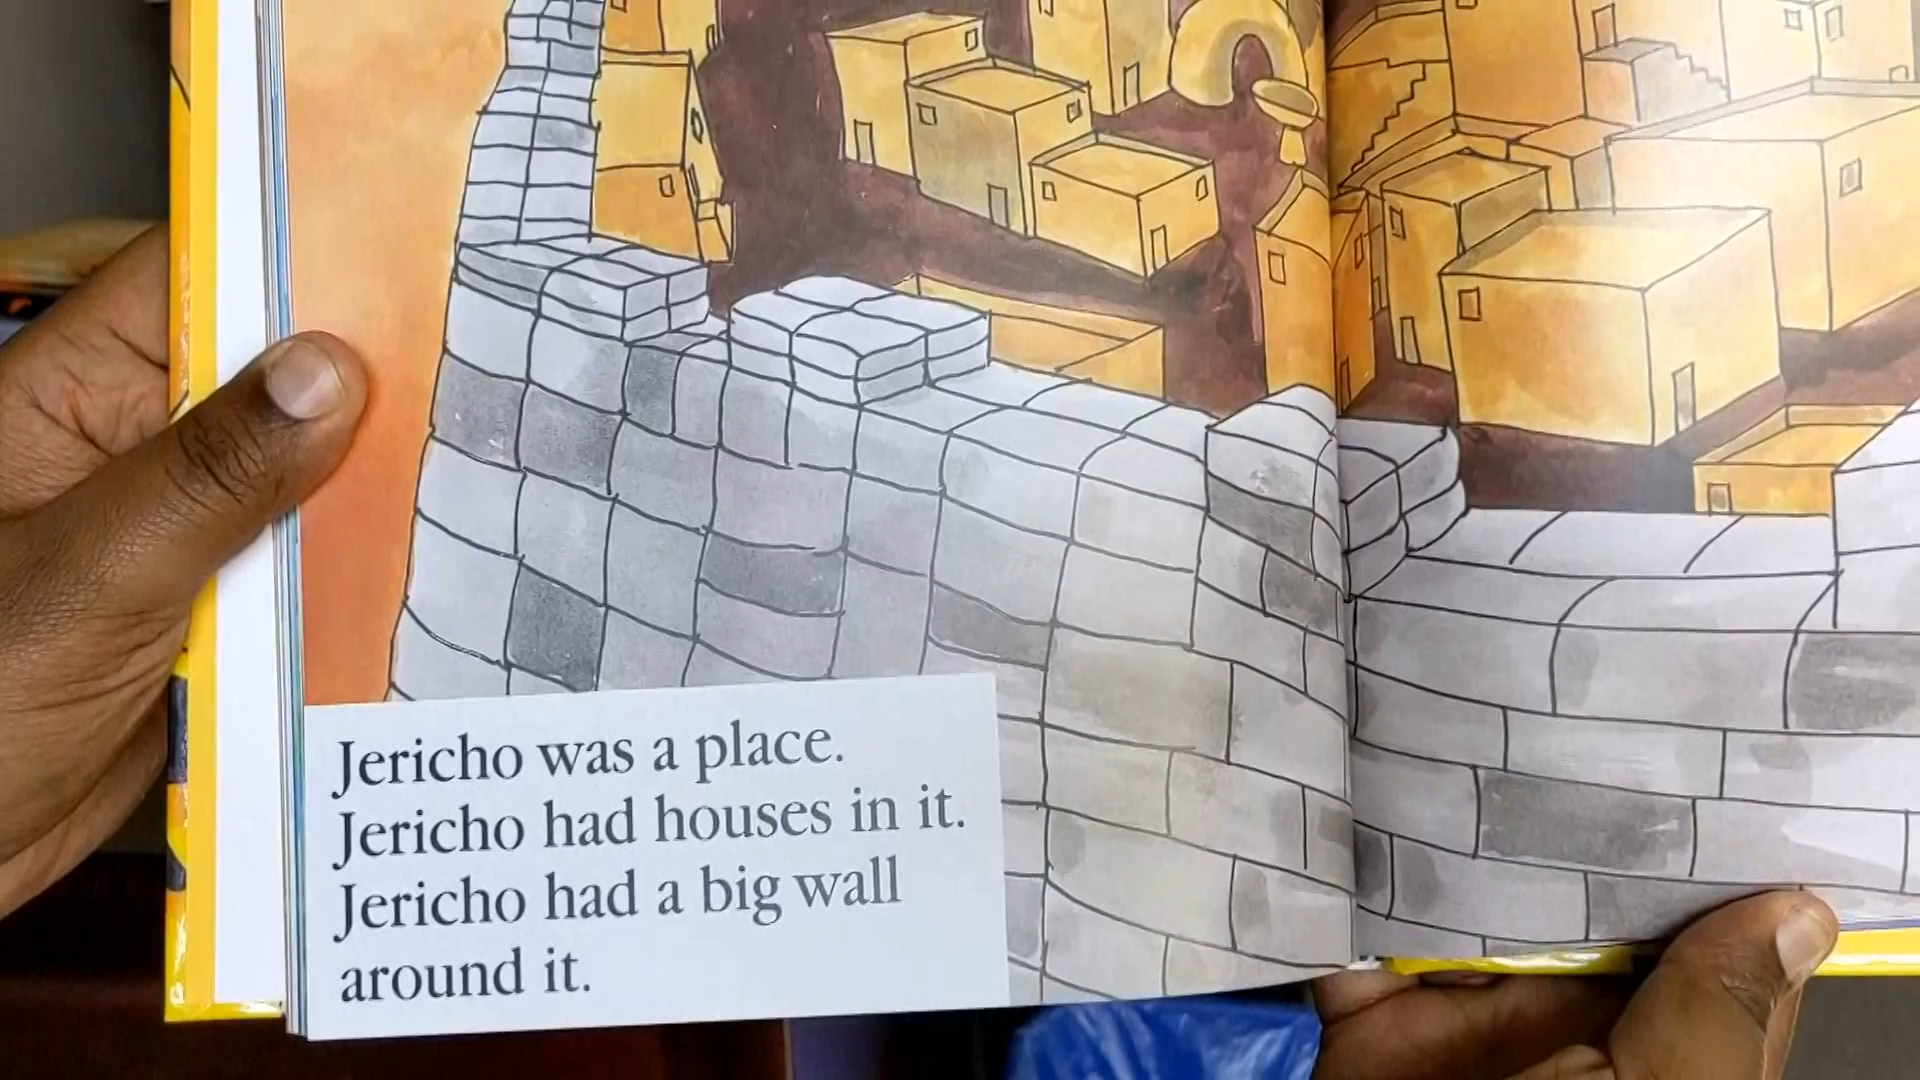 Jericho was a place.
Jericho had houses in it.
Jericho had a big wall
around it.